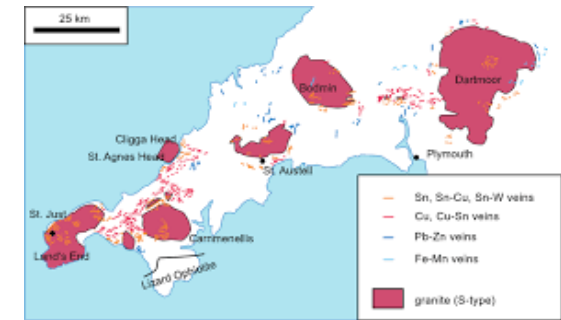 25 km
Bodmin
Dartmoor
Cligga Head
St. Agnes Head
Plymouth
St. Austell
St. Just
Carnmenellis
Land's End
Lizard Ophiolite
Sn, Sn-Cu, Sn-W veins
Cu, Cu-Sn veins
Pb-Zn veins
Fe-Mn veins
granite (S-type)